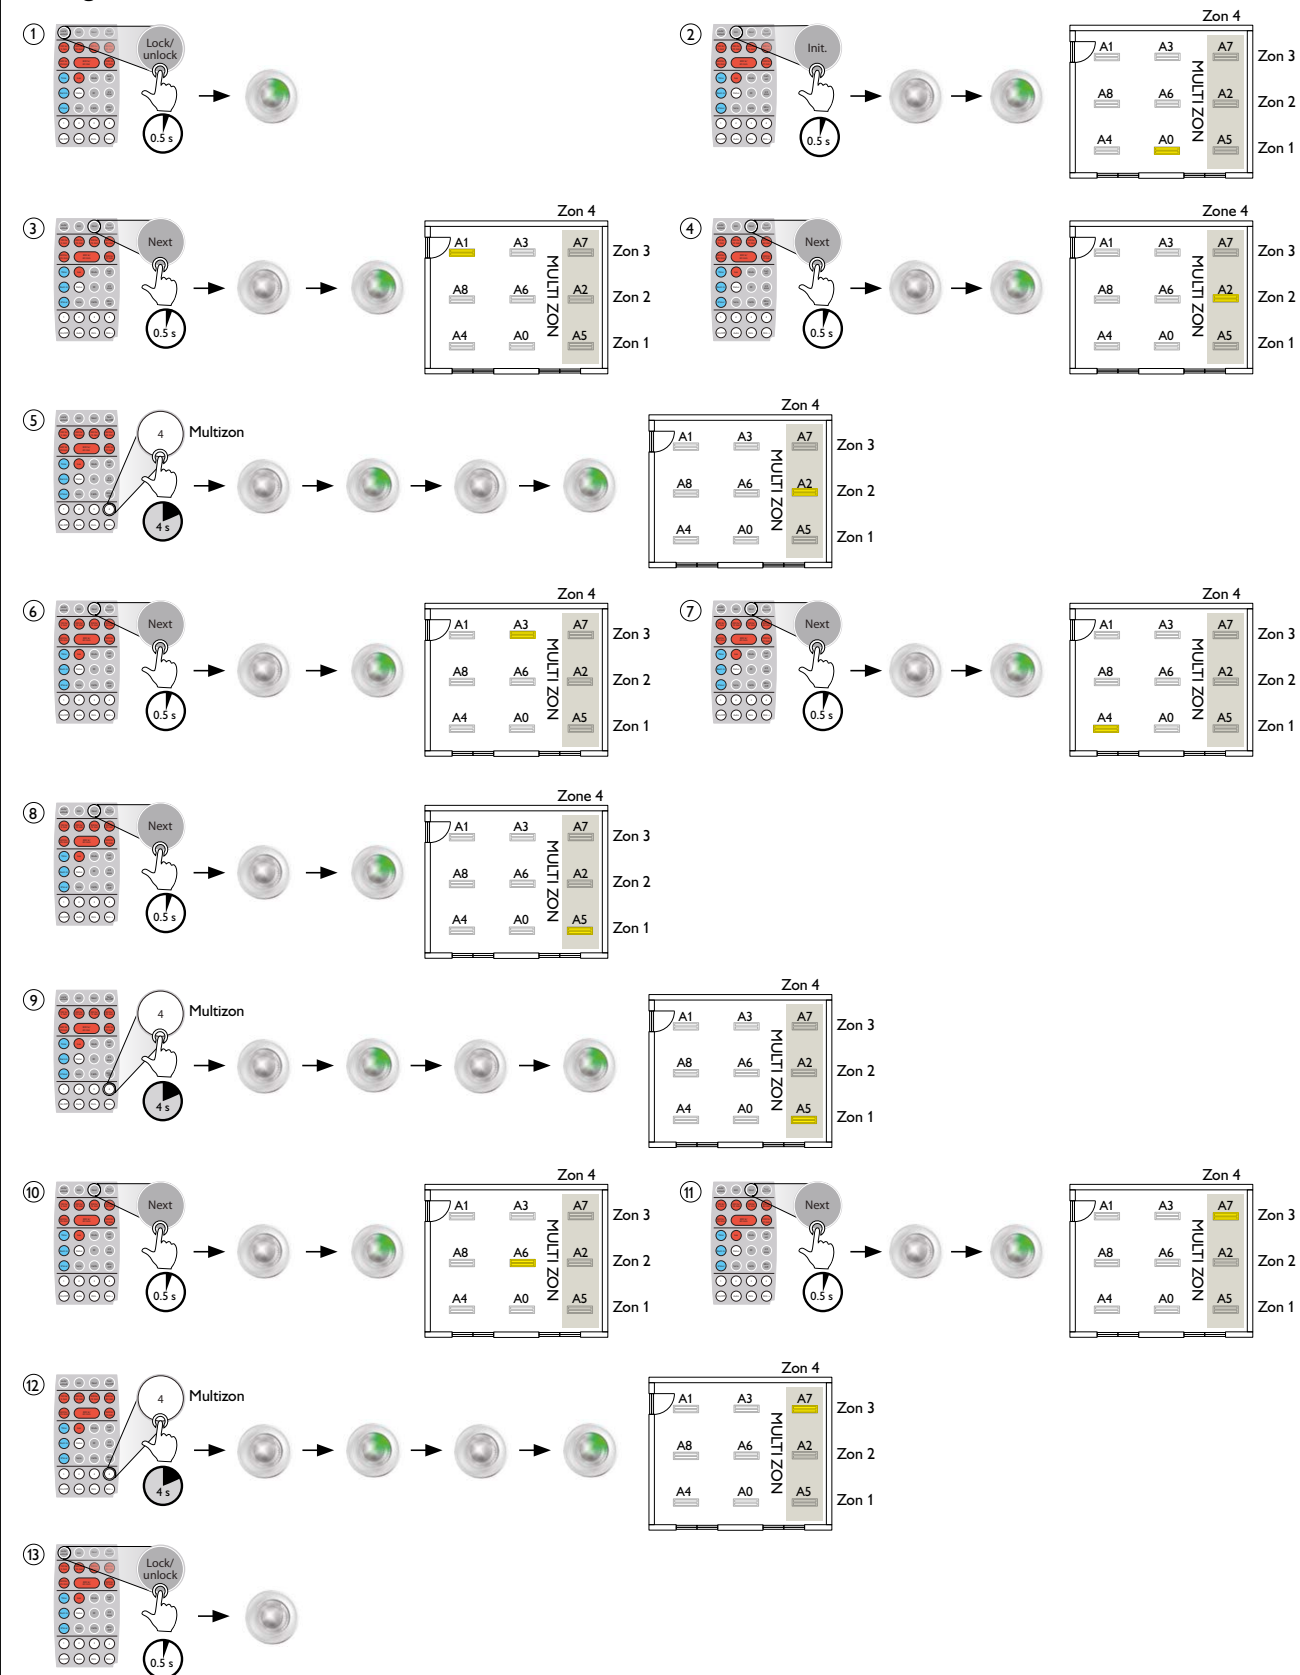 1
Lock/
unlock
0.5 s
2
Init.
0.5 s
Zon 4
A1 A3 A7 Zon 3
A8 A6 A2 Zon 2
A4 A0 A5 Zon 1
MULTI ZON
3
Next
0.5 s
Zon 4
A1 A3 A7 Zon 3
A8 A6 A2 Zon 2
A4 A0 A5 Zon 1
MULTI ZON
4
Next
0.5 s
Zone 4
A1 A3 A7 Zon 3
A8 A6 A2 Zon 2
A4 A0 A5 Zon 1
MULTI ZON
5
4 Multizon
4 s
Zon 4
A1 A3 A7 Zon 3
A8 A6 A2 Zon 2
A4 A0 A5 Zon 1
MULTI ZON
6
Next
0.5 s
Zon 4
A1 A3 A7 Zon 3
A8 A6 A2 Zon 2
A4 A0 A5 Zon 1
MULTI ZON
7
Next
0.5 s
Zon 4
A1 A3 A7 Zon 3
A8 A6 A2 Zon 2
A4 A0 A5 Zon 1
MULTI ZON
8
Next
0.5 s
Zone 4
A1 A3 A7 Zon 3
A8 A6 A2 Zon 2
A4 A0 A5 Zon 1
MULTI ZON
9
4 Multizon
4 s
Zon 4
A1 A3 A7 Zon 3
A8 A6 A2 Zon 2
A4 A0 A5 Zon 1
MULTI ZON
10
Next
0.5 s
Zon 4
A1 A3 A7 Zon 3
A8 A6 A2 Zon 2
A4 A0 A5 Zon 1
MULTI ZON
11
Next
0.5 s
Zon 4
A1 A3 A7 Zon 3
A8 A6 A2 Zon 2
A4 A0 A5 Zon 1
MULTI ZON
12
4 Multizon
4 s
Zon 4
A1 A3 A7 Zon 3
A8 A6 A2 Zon 2
A4 A0 A5 Zon 1
MULTI ZON
13
Lock/
unlock
0.5 s